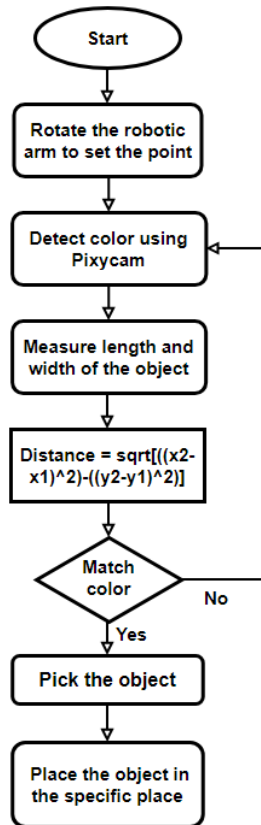 Start
Rotate the robotic
arm to set the point
Detect color using
Pixycam
Measure length and
width of the object
Distance = sqrt[((x2-
x1)^2)-((y2-y1)^2)]
Match
color
No
Yes
Pick the object
Place the object in
the specific place